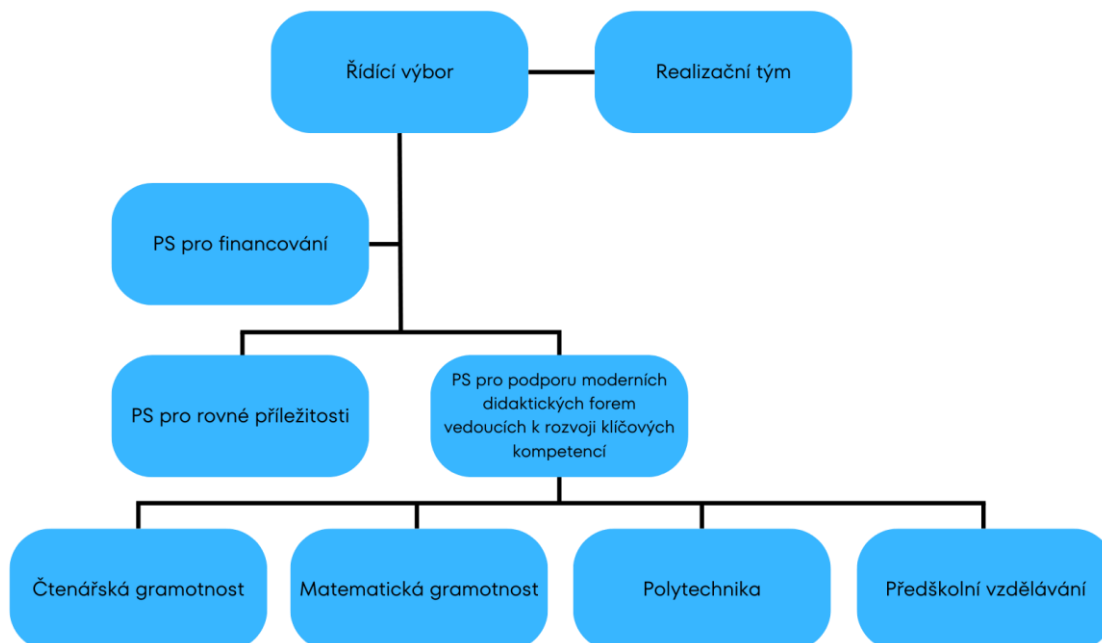 Řídící výbor
Realizační tým
PS pro financování
PS pro rovné příležitosti
PS pro podporu moderních
didaktických forem
vedoucích k rozvoji klíčových
kompetencí
Čtenářská gramotnost
Matematická gramotnost
Polytechnika
Předškolní vzdělávání